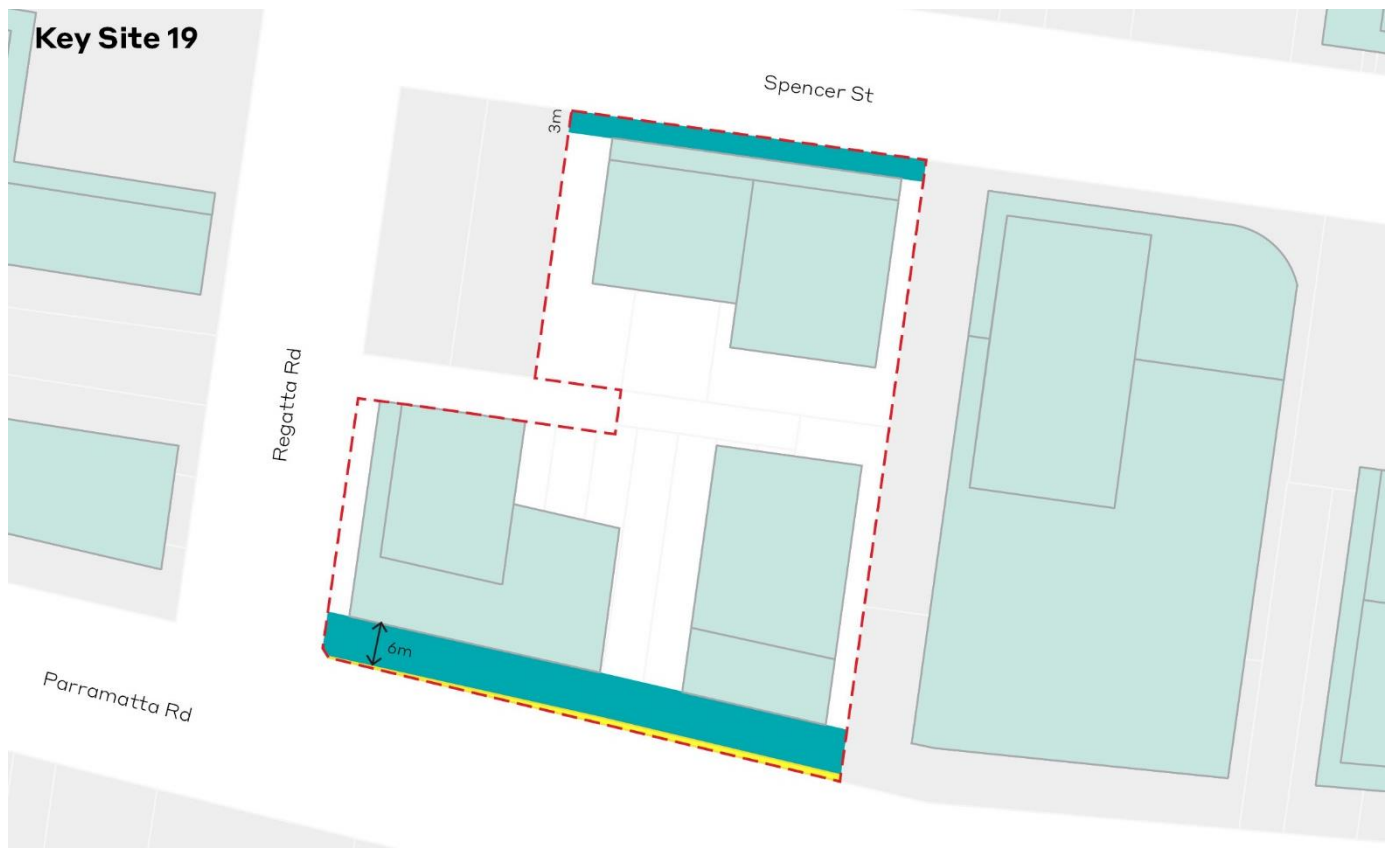 Key Site 19
Spencer St
3m
Regatta Rd
6m
Parramatta Rd